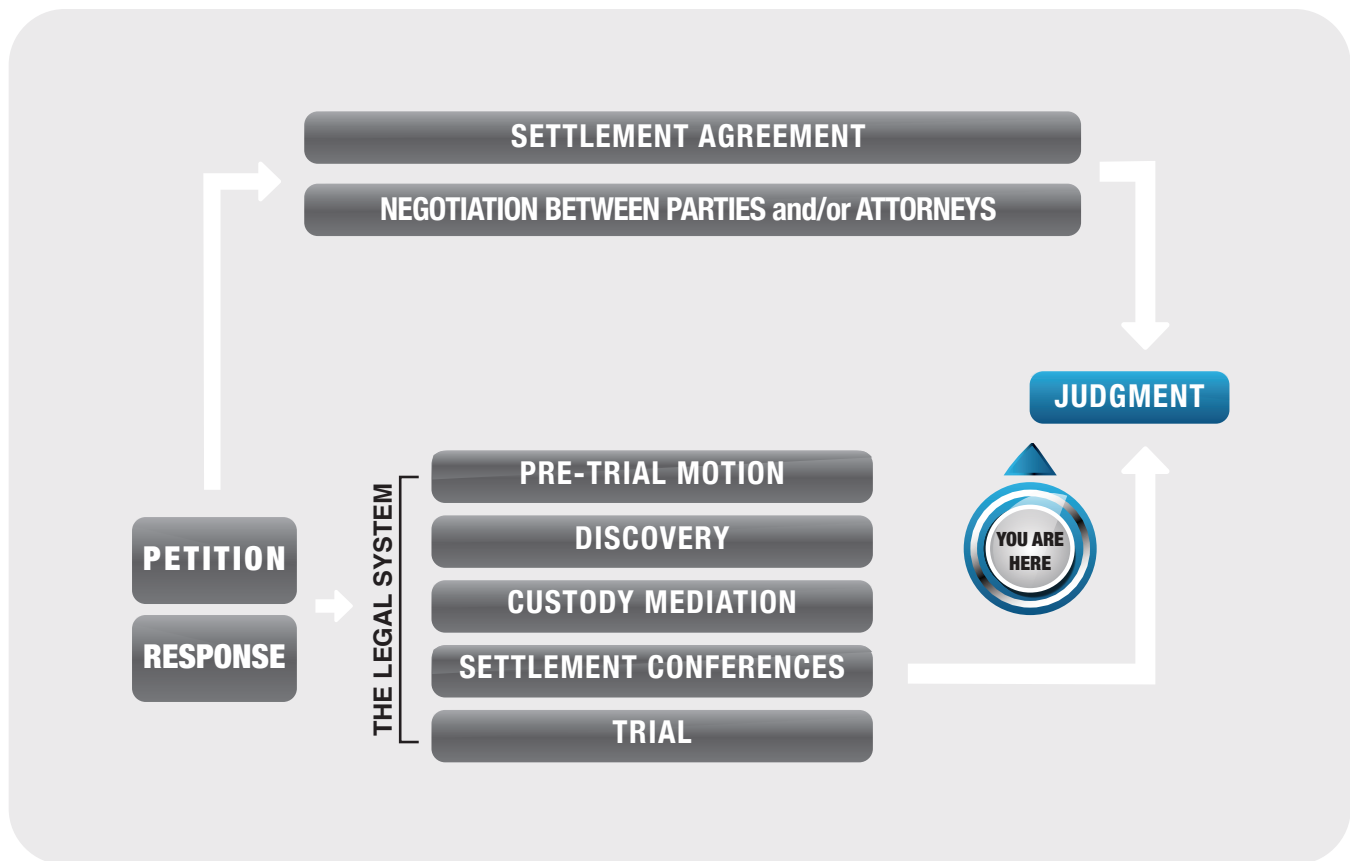 SETTLEMENT AGREEMENT
NEGOTIATION BETWEEN PARTIES and/or ATTORNEYS
JUDGMENT
PETITION
RESPONSE
THE LEGAL SYSTEM
PRE-TRIAL MOTION
DISCOVERY
CUSTODY MEDIATION
SETTLEMENT CONFERENCES
TRIAL
YOU ARE
HERE